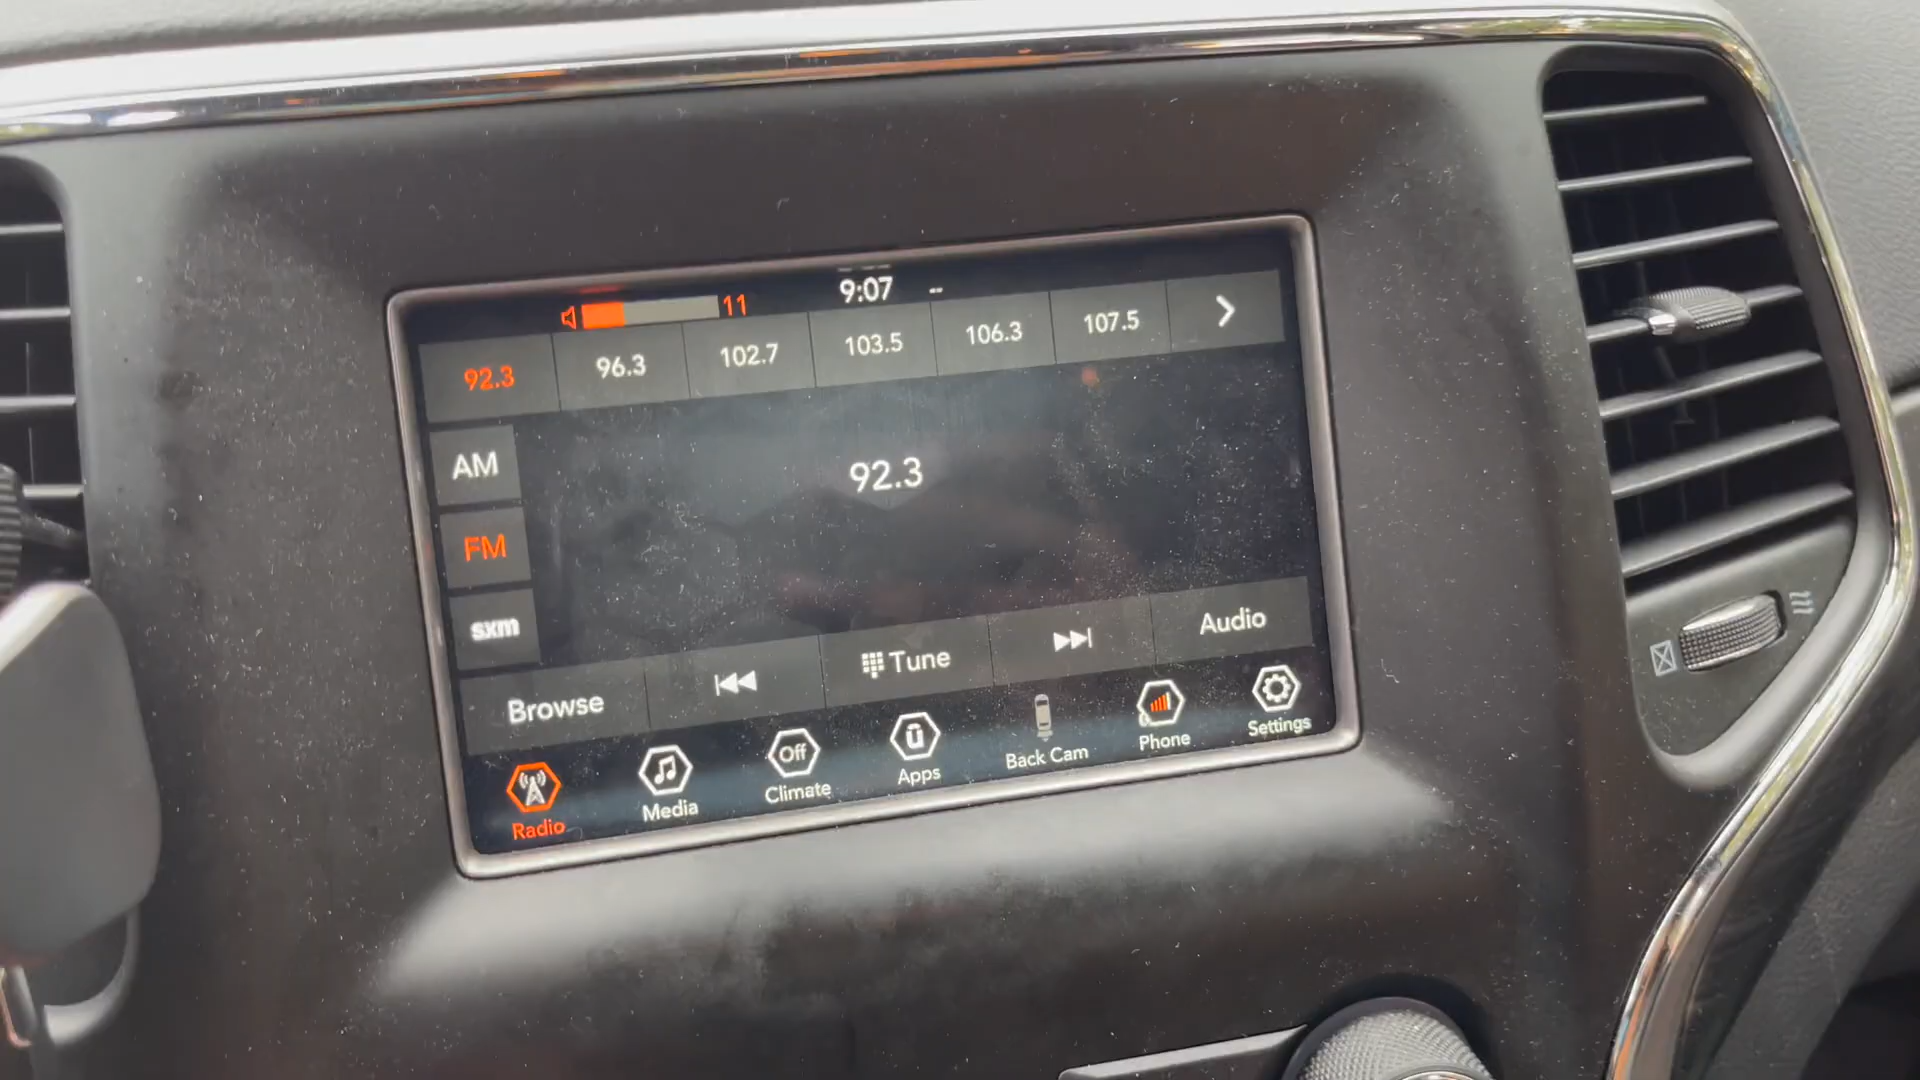 11
9:07 --
92.3 96.3 102.7 103.5 106.3 107.5
AM
92.3
FM
sxm
Browse
Tune
Audio
Off
Radio
Media
Climate
Apps
Back Cam
Phone
Settings